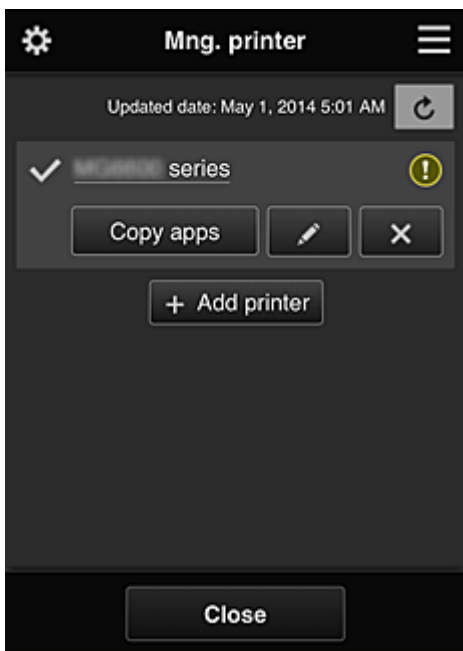 Mng. printer
Updated date: May 1, 2014 5:01 AM
series
Copy apps
+ Add printer
Close